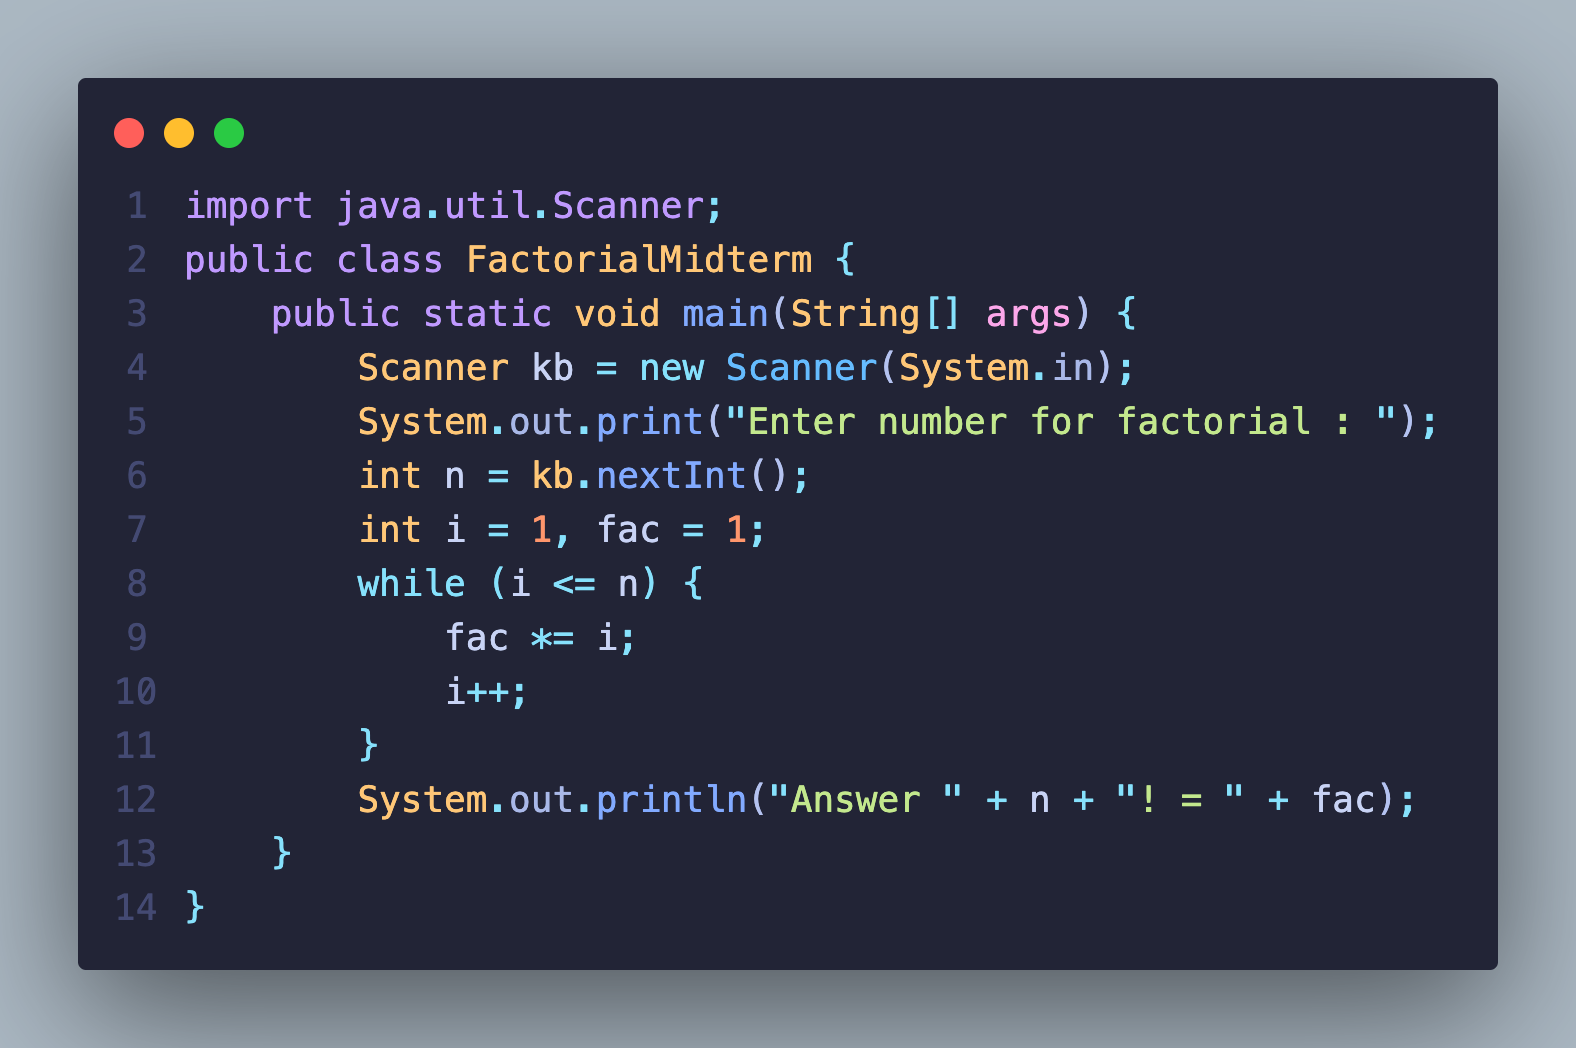 1 import java.util.Scanner;
2 public class FactorialMidterm {
3     public static void main(String[] args) {
4         Scanner kb = new Scanner(System.in);
5         System.out.print("Enter number for factorial : ");
6         int n = kb.nextInt();
7         int i = 1, fac = 1;
8         while (i <= n) {
9             fac *= i;
10             i++;
11         }
12         System.out.println("Answer " + n + "! = " + fac);
13     }
14 }